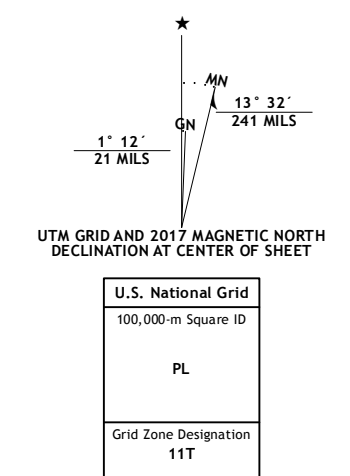 ★
MN
13° 32´
241 MILS
GN
1° 12´
21 MILS
UTM GRID AND 2017 MAGNETIC NORTH
DECLINATION AT CENTER OF SHEET
U.S. National Grid
100,000-m Square ID
PL
Grid Zone Designation
11T